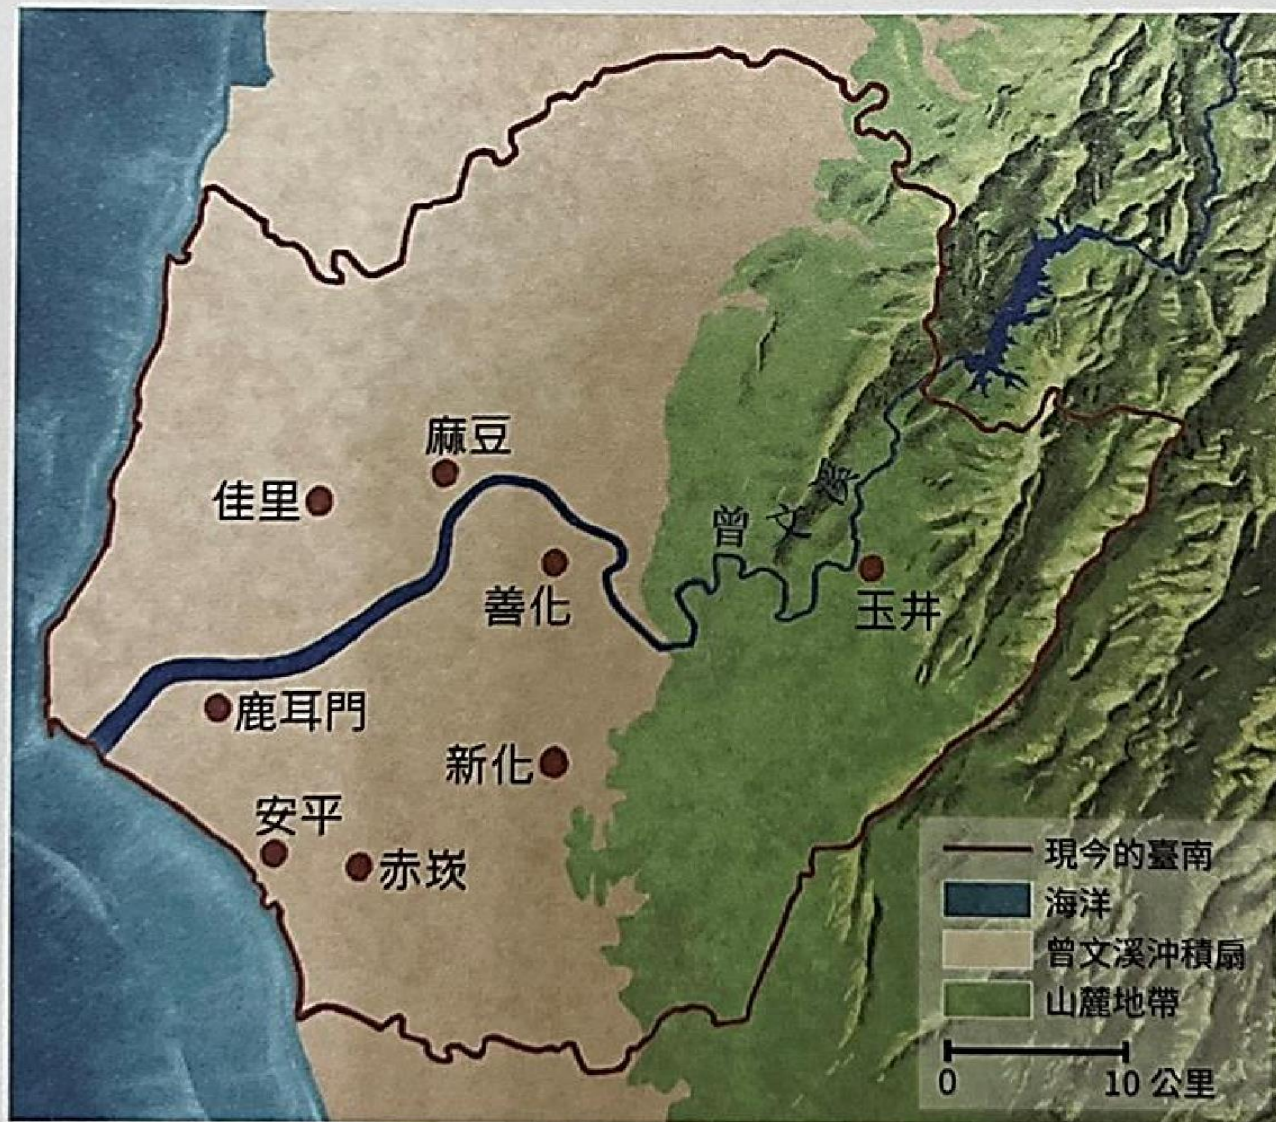 麻豆
佳里
曾文溪
善化
玉井
鹿耳門
新化
安平
赤崁
現今的臺南
海洋
曾文溪沖積扇
山麓地帶
0 10 公里